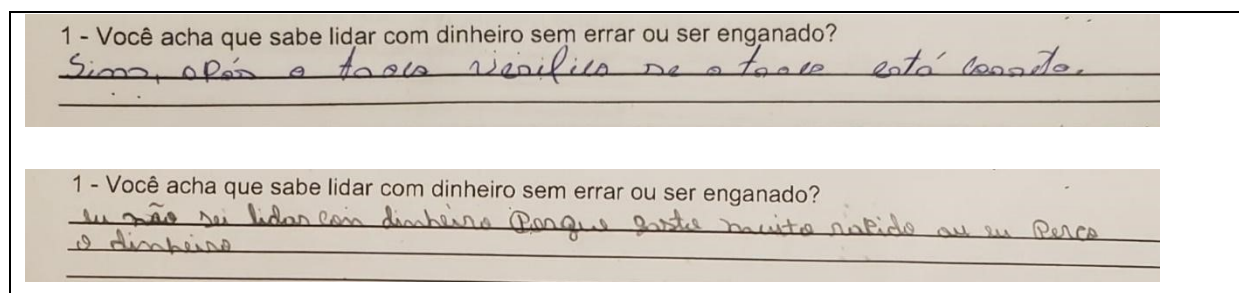 1 - Você acha que sabe lidar com dinheiro sem errar ou ser enganado?
Sim, após o troco verifico se o troco está correto.
1 - Você acha que sabe lidar com dinheiro sem errar ou ser enganado?
eu não sei lidar con dinheiro Porque gasto muito rápido ou eu Perco
o dinheiro